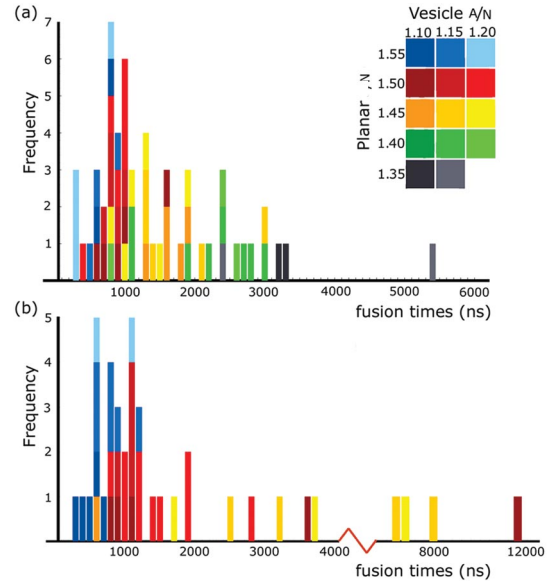 (a)
Vesicle A/N
1.10 1.15 1.20
Planar , N
1.55
1.50
1.45
1.40
1.35
Frequency
7
6
5
4
3
2
1
1000 2000 3000 4000 5000 6000
fusion times (ns)
(b)
Frequency
5
4
3
2
1
1000 2000 3000 4000 8000 12000
fusion times (ns)